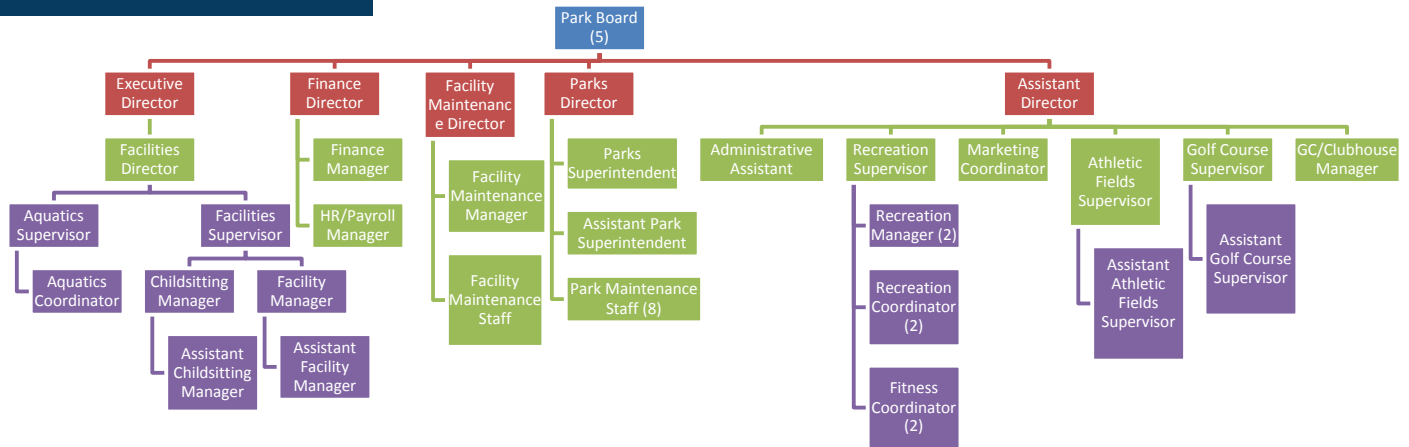 Park Board
(5)
Executive
Director
Finance
Director
Facility
Maintenanc
e Director
Parks
Director
Assistant
Director
Facilities
Director
Finance
Manager
HR/Payroll
Manager
Facility
Maintenance
Manager
Facility
Maintenance
Staff
Parks
Superintendent
Assistant Park
Superintendent
Park Maintenance
Staff (8)
Administrative
Assistant
Recreation
Supervisor
Marketing
Coordinator
Athletic
Fields
Supervisor
Golf Course
Supervisor
GC/Clubhouse
Manager
Aquatics
Supervisor
Facilities
Supervisor
Aquatics
Coordinator
Childsitting
Manager
Facility
Manager
Assistant
Childsitting
Manager
Assistant
Facility
Manager
Recreation
Manager (2)
Recreation
Coordinator
(2)
Fitness
Coordinator
(2)
Assistant
Athletic
Fields
Supervisor
Assistant
Golf Course
Supervisor